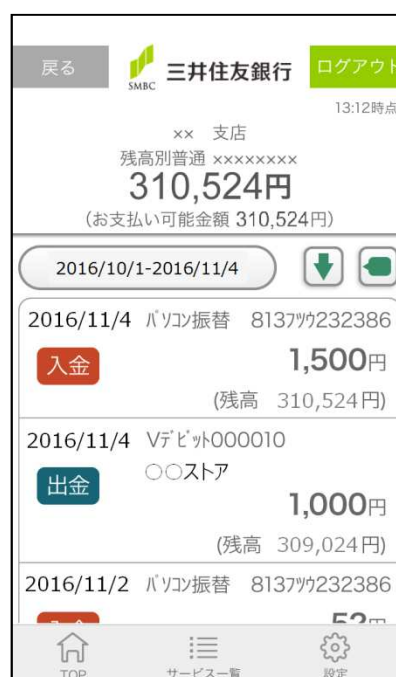 戻る
SMBC
三井住友銀行
ログアウト
13:12時点
×× 支店
残高別普通 ××××××××
310,524円
(お支払い可能金額 310,524円)
2016/10/1-2016/11/4
2016/11/4 パソコン振替 813フツウ232386
入金
1,500円
(残高 310,524円)
2016/11/4 Vデビット000010
出金
○○ストア
1,000円
(残高 309,024円)
2016/11/2 パソコン振替 813フツウ232386
入金
52円
TOP
サービス一覧
設定